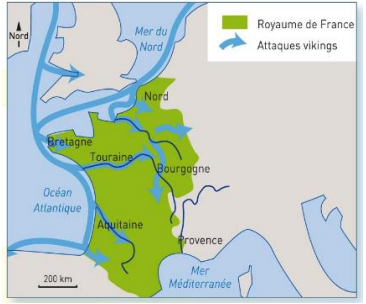 Nord
Mer du
Nord
Royaume de France
Attaques vikings
Nord
Bretagne
Touraine
Bourgogne
Océan
Atlantique
Aquitaine
Provence
Mer
Méditerranée
200 km